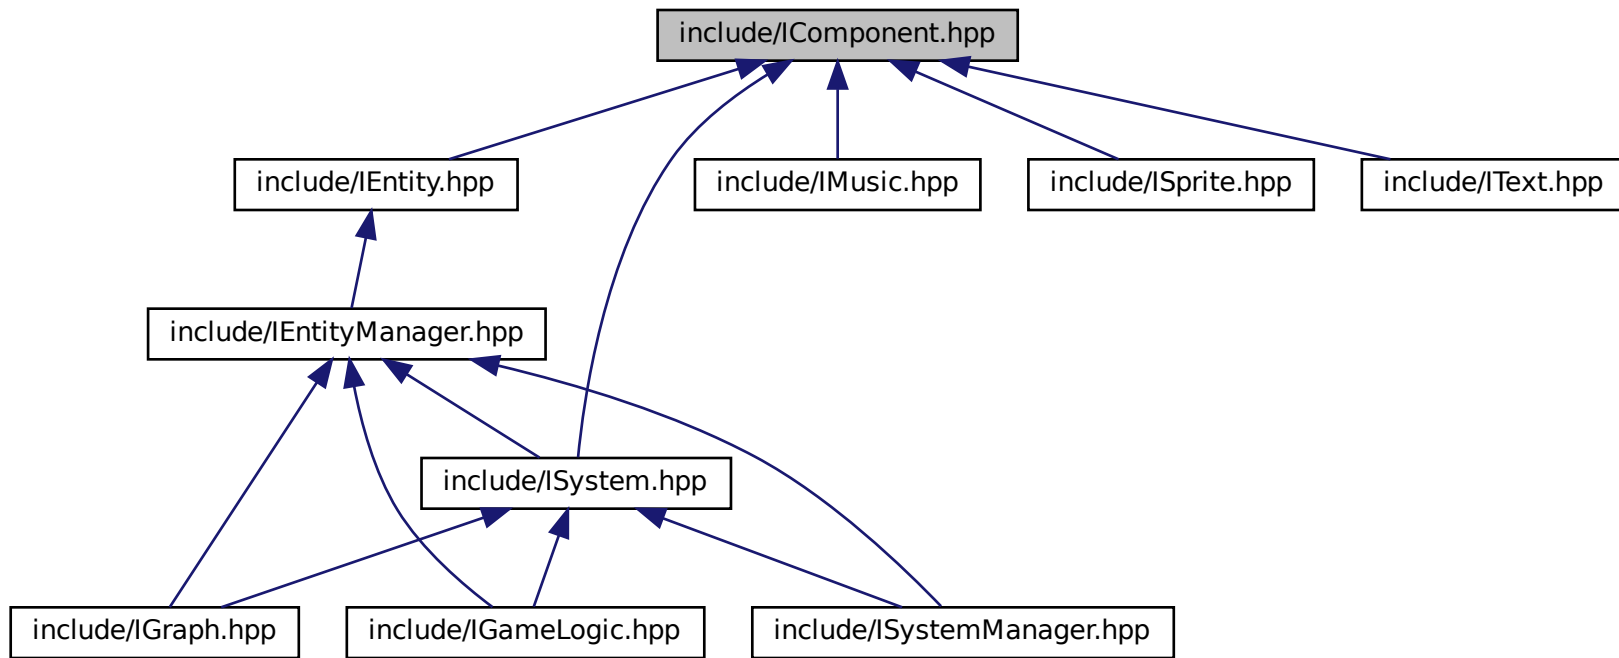 include/IComponent.hpp
include/IEntity.hpp
include/IMusic.hpp
include/ISprite.hpp
include/IText.hpp
include/IEntityManager.hpp
include/ISystem.hpp
include/IGraph.hpp
include/IGameLogic.hpp
include/ISystemManager.hpp